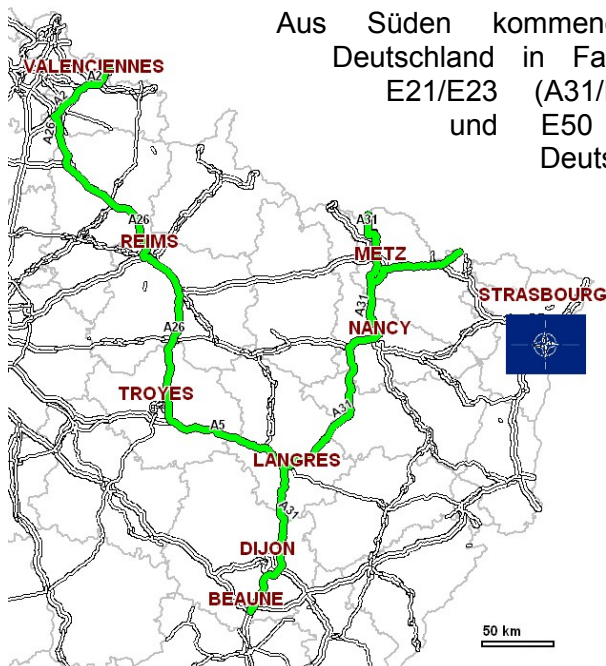 Aus Süden kommend
Deutschland in Fa
E21/E23 (A31/
und E50
Deuts
VALENCIENNES
A2
A26
A26
REIMS
A31
METZ
STRASBOURG
A31
NANCY
A26
TROYES
A5
A31
LANGRES
A31
DIJON
BEAUNE
50 km